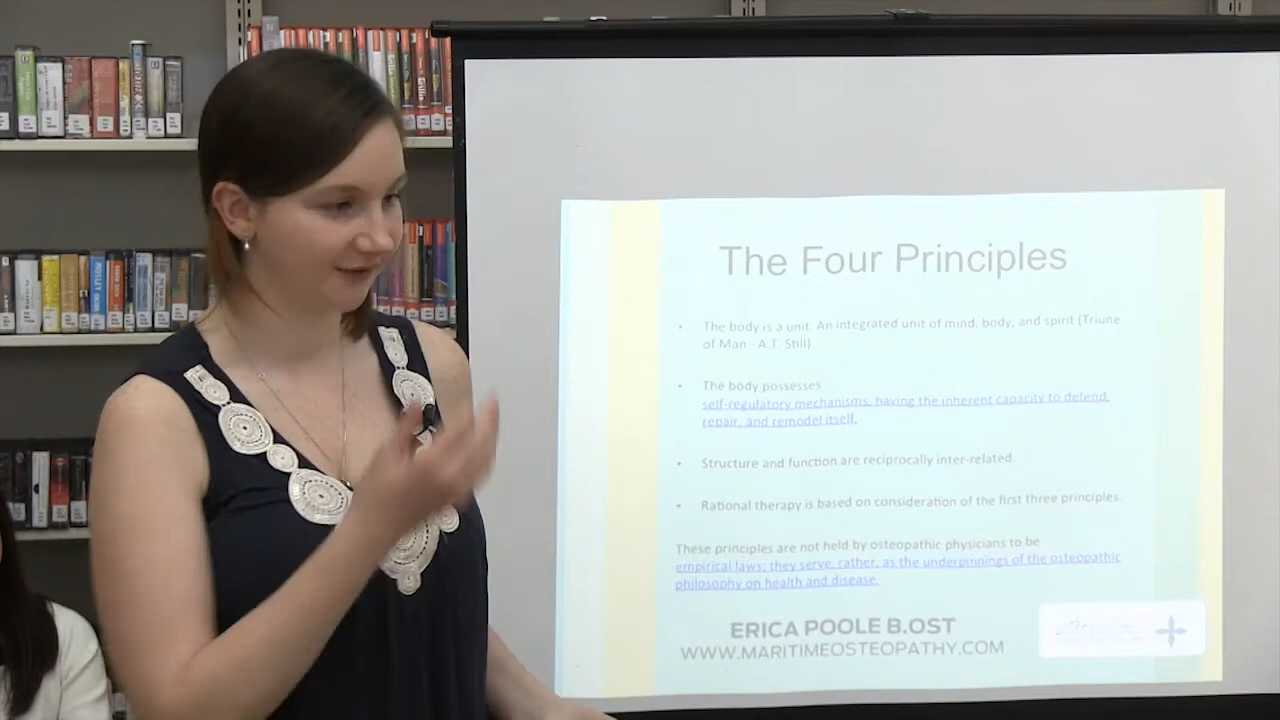 The Four Principles
The body is a unit. An integrated unit of mind, body, and spirit (Triune
of Man - A.T. Still).
The body possesses
self-regulatory mechanisms, having the inherent capacity to defend,
repair, and remodel itself.
Structure and function are reciprocally inter-related.
Rational therapy is based on consideration of the first three principles.
These principles are not held by osteopathic physicians to be
empirical laws; they serve, rather, as the underpinnings of the osteopathic
philosophy on health and disease.
ERICA POOLE B.OST
WWW.MARITIMEOSTEOPATHY.COM